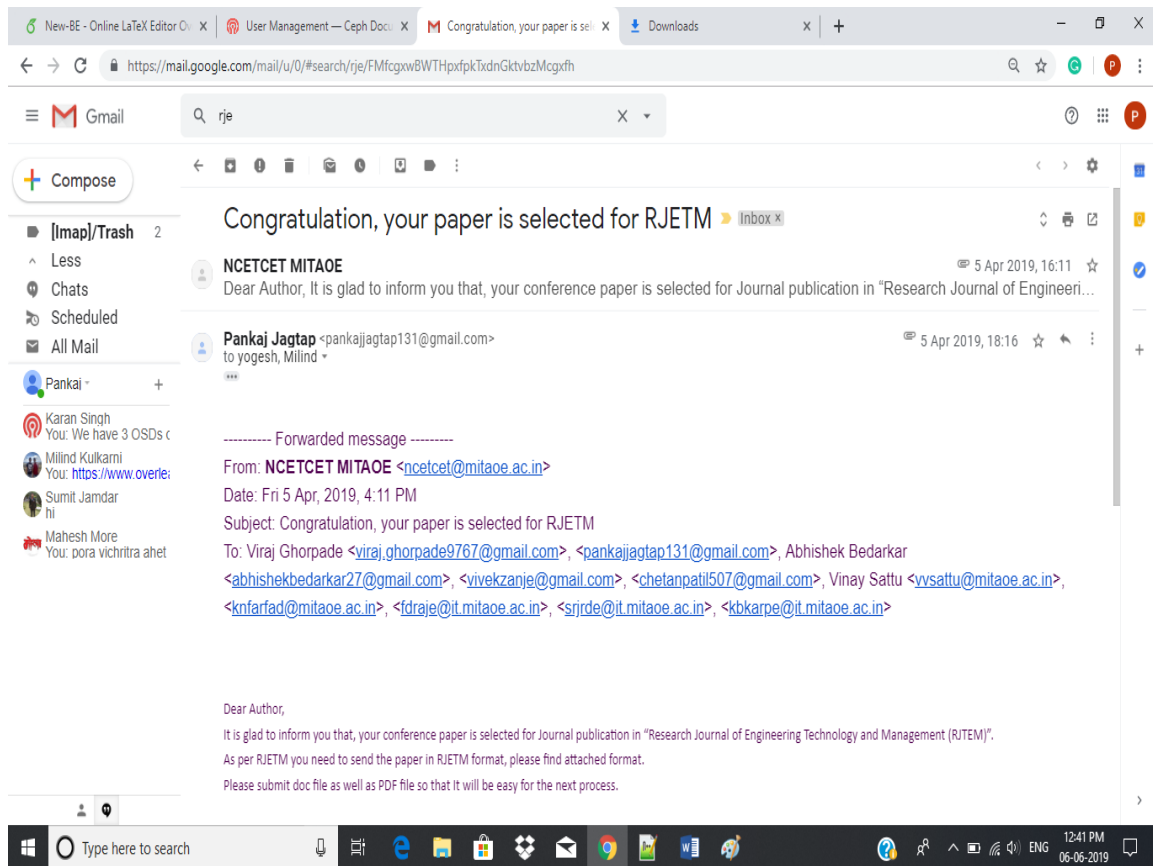 New-BE - Online LaTeX Editor Ov
User Management — Ceph Docu
Congratulation, your paper is sele
Downloads
https://mail.google.com/mail/u/0/#search/rje/FMfcgxwBWTHpxfpkTxdnGktvbzMcgxfh
P
Gmail
rje
P
Compose
[Imap]/Trash 2
Less
Chats
Scheduled
All Mail
Pankaj
Karan Singh
You: We have 3 OSDs c
Milind Kulkarni
You: https://www.overlea
Sumit Jamdar
hi
Mahesh More
You: pora vichritra ahet
Congratulation, your paper is selected for RJETM Inbox ×
NCETCET MITAOE 5 Apr 2019, 16:11
Dear Author, It is glad to inform you that, your conference paper is selected for Journal publication in “Research Journal of Engineeri…
Pankaj Jagtap <pankajjagtap131@gmail.com> 5 Apr 2019, 18:16
to yogesh, Milind
---------- Forwarded message ---------
From: NCETCET MITAOE <ncetcet@mitaoe.ac.in>
Date: Fri 5 Apr, 2019, 4:11 PM
Subject: Congratulation, your paper is selected for RJETM
To: Viraj Ghorpade <viraj.ghorpade9767@gmail.com>, <pankajjagtap131@gmail.com>, Abhishek Bedarkar
<abhishekbedarkar27@gmail.com>, <vivekzanje@gmail.com>, <chetanpatil507@gmail.com>, Vinay Sattu <vvsattu@mitaoe.ac.in>,
<knfarfad@mitaoe.ac.in>, <fdraje@it.mitaoe.ac.in>, <srjrde@it.mitaoe.ac.in>, <kbkarpe@it.mitaoe.ac.in>
Dear Author,
It is glad to inform you that, your conference paper is selected for Journal publication in “Research Journal of Engineering Technology and Management (RJTEM)”.
As per RJETM you need to send the paper in RJETM format, please find attached format.
Please submit doc file as well as PDF file so that It will be easy for the next process.
Type here to search
ENG
12:41 PM
06-06-2019